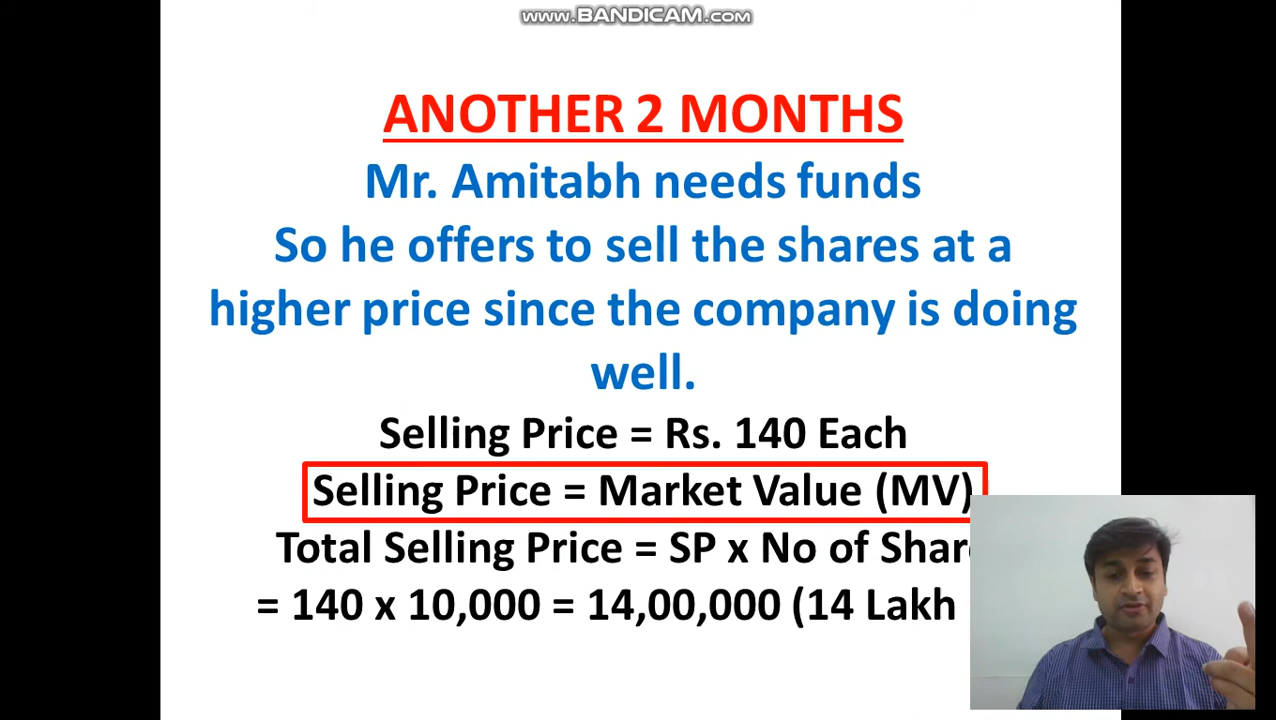 www.BANDICAM.com
ANOTHER 2 MONTHS
Mr. Amitabh needs funds
So he offers to sell the shares at a
higher price since the company is doing
well.
Selling Price = Rs. 140 Each
Selling Price = Market Value (MV)
Total Selling Price = SP x No of
= 140 x 10,000 = 14,00,000 (14 Lakh